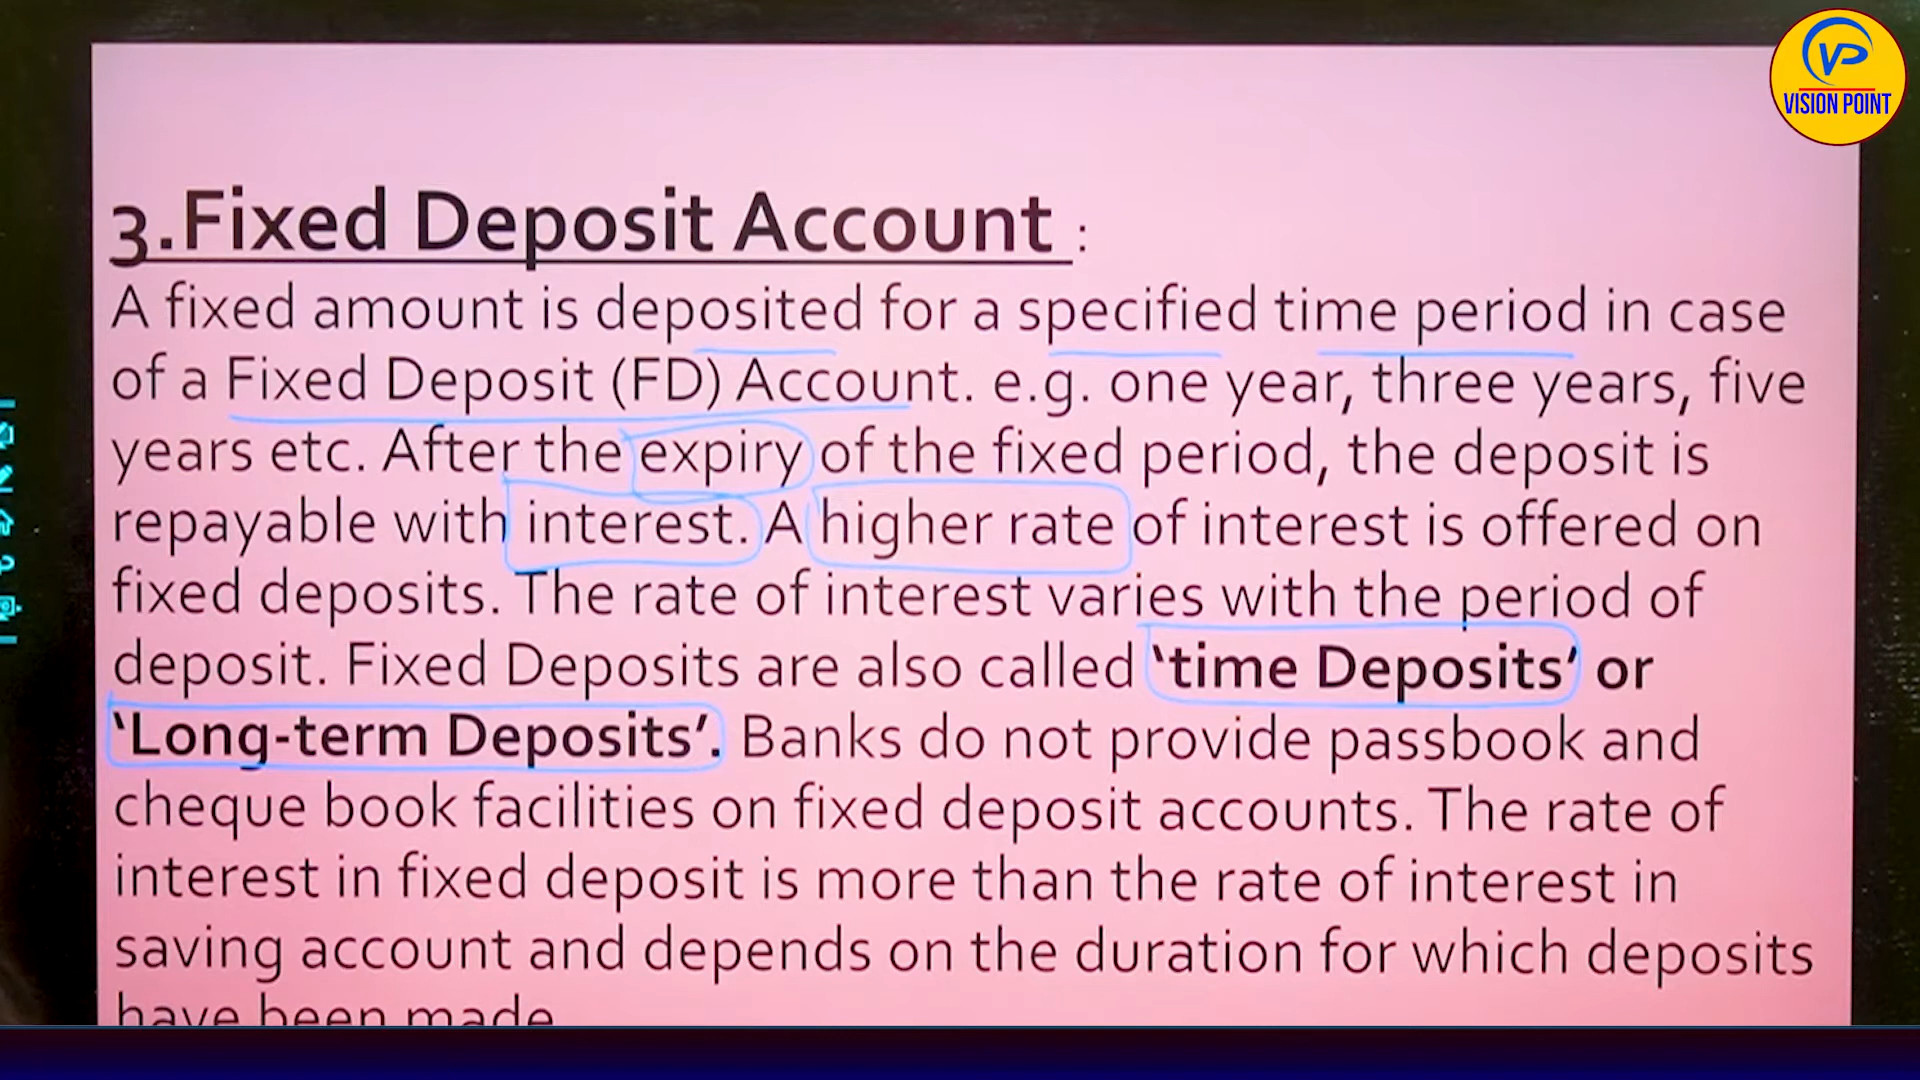 VP
VISION POINT
3.Fixed Deposit Account :
A fixed amount is deposited for a specified time period in case
of a Fixed Deposit (FD) Account. e.g. one year, three years, five
years etc. After the expiry of the fixed period, the deposit is
repayable with interest. A higher rate of interest is offered on
fixed deposits. The rate of interest varies with the period of
deposit. Fixed Deposits are also called ‘time Deposits’ or
‘Long-term Deposits’. Banks do not provide passbook and
cheque book facilities on fixed deposit accounts. The rate of
interest in fixed deposit is more than the rate of interest in
saving account and depends on the duration for which deposits
have been made